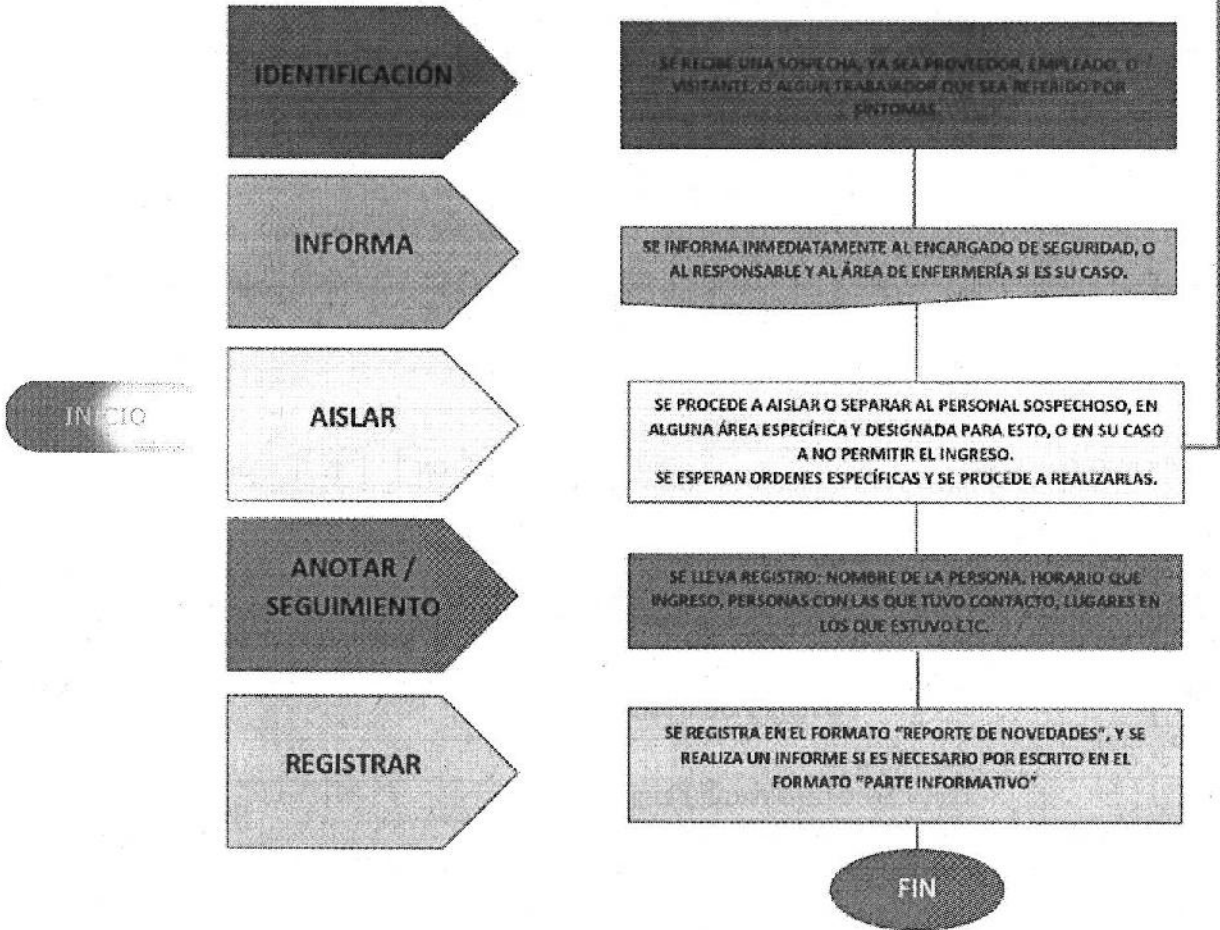 IDENTIFICACIÓN
SE RECIBE UNA SOSPECHA, YA SEA PROVEEDOR, EMPLEADO, O
VISITANTE, O ALGUN TRABAJADOR QUE SEA REFERIDO POR
SÍNTOMAS.
INFORMA
SE INFORMA INMEDIATAMENTE AL ENCARGADO DE SEGURIDAD, O
AL RESPONSABLE Y AL ÁREA DE ENFERMERÍA SI ES SU CASO.
INICIO
AISLAR
SE PROCEDE A AISLAR O SEPARAR AL PERSONAL SOSPECHOSO, EN
ALGUNA ÁREA ESPECÍFICA Y DESIGNADA PARA ESTO, O EN SU CASO
A NO PERMITIR EL INGRESO.
SE ESPERAN ORDENES ESPECÍFICAS Y SE PROCEDE A REALIZARLAS.
ANOTAR /
SEGUIMIENTO
SE LLEVA REGISTRO: NOMBRE DE LA PERSONA, HORARIO QUE
INGRESO, PERSONAS CON LAS QUE TUVO CONTACTO, LUGARES EN
LOS QUE ESTUVO ETC.
REGISTRAR
SE REGISTRA EN EL FORMATO "REPORTE DE NOVEDADES", Y SE
REALIZA UN INFORME SI ES NECESARIO POR ESCRITO EN EL
FORMATO "PARTE INFORMATIVO"
FIN